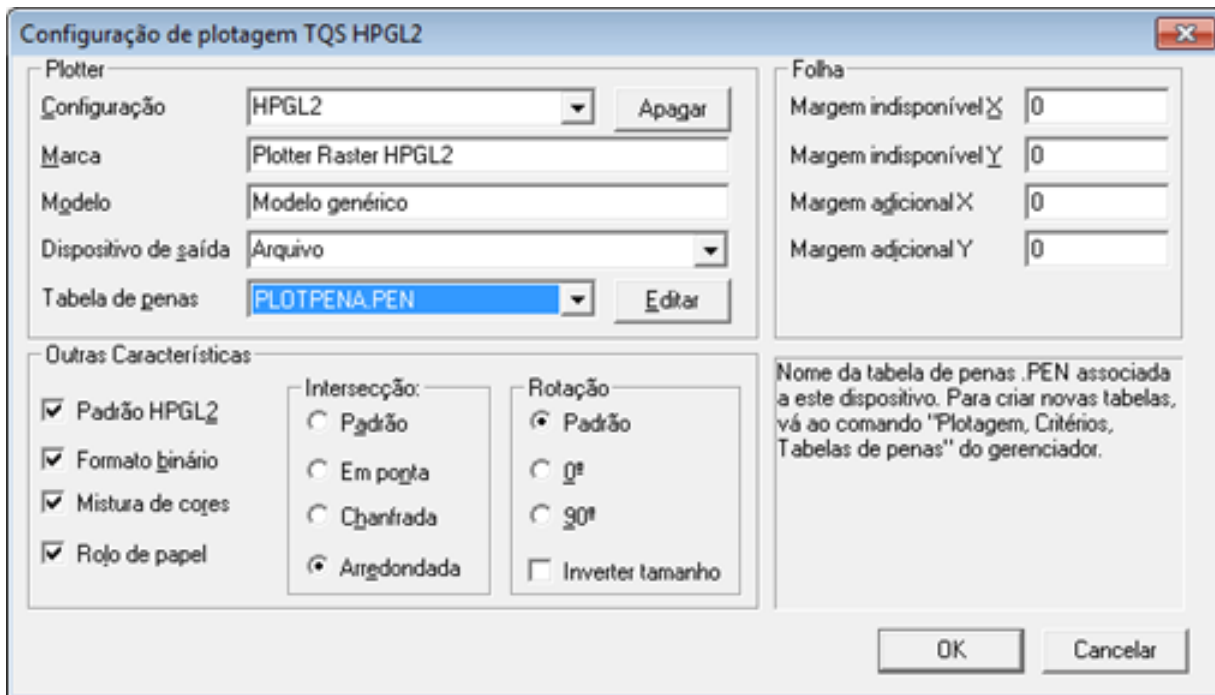 Configuração de plotagem TQS HPGL2
Plotter
Configuração HPGL2 Apagar
Marca Plotter Raster HPGL2
Modelo Modelo genérico
Dispositivo de saída Arquivo
Tabela de penas PLOTPENA.PEN Editar
Folha
Margem indisponível X 0
Margem indisponível Y 0
Margem adicional X 0
Margem adicional Y 0
Outras Características
Padrão HPGL2
Formato binário
Mistura de cores
Rolo de papel
Intersecção:
Padrão
Em ponta
Chanfrada
Arredondada
Rotação
Padrão
0º
90º
Inverter tamanho
Nome da tabela de penas .PEN associada
a este dispositivo. Para criar novas tabelas,
vá ao comando "Plotagem, Critérios,
Tabelas de penas" do gerenciador.
OK Cancelar